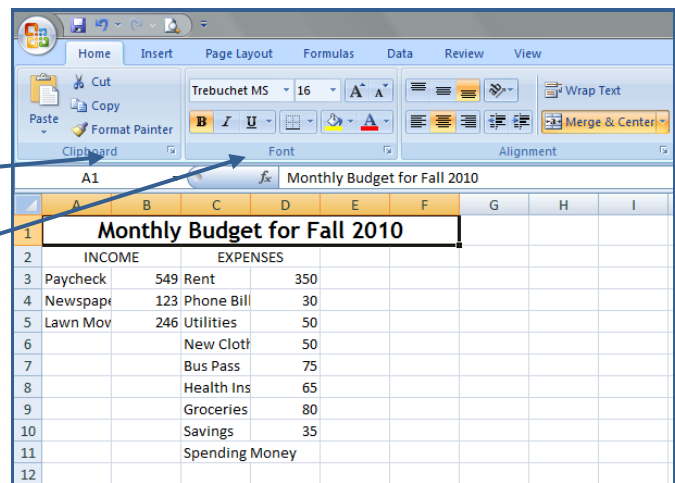 Home Insert Page Layout Formulas Data Review View
Cut
Copy
Paste
Format Painter
Trebuchet MS 16 A A
B I U A
Wrap Text
Merge & Center
Clipboard Font Alignment
A1 fx Monthly Budget for Fall 2010
A B C D E F G H I
1 Monthly Budget for Fall 2010
2 INCOME EXPENSES
3 Paycheck 549 Rent 350
4 Newspape 123 Phone Bill 30
5 Lawn Mov 246 Utilities 50
6 New Cloth 50
7 Bus Pass 75
8 Health Ins 65
9 Groceries 80
10 Savings 35
11 Spending Money
12